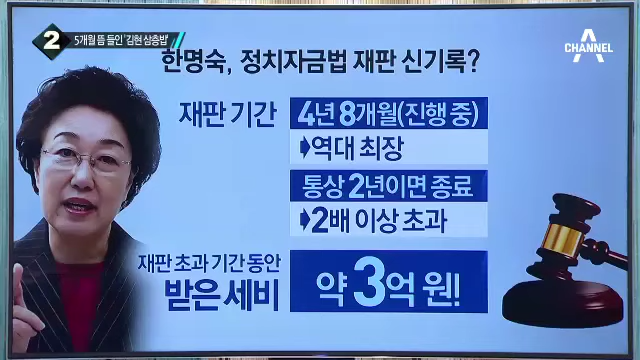 2 5개월 뜸 들인 '김현 삼층밥'
CHANNEL A
한명숙, 정치자금법 재판 신기록?
재판 기간
4년 8개월(진행 중)
역대 최장
통상 2년이면 종료
2배 이상 초과
재판 초과 기간 동안
받은 세비
약 3억 원!